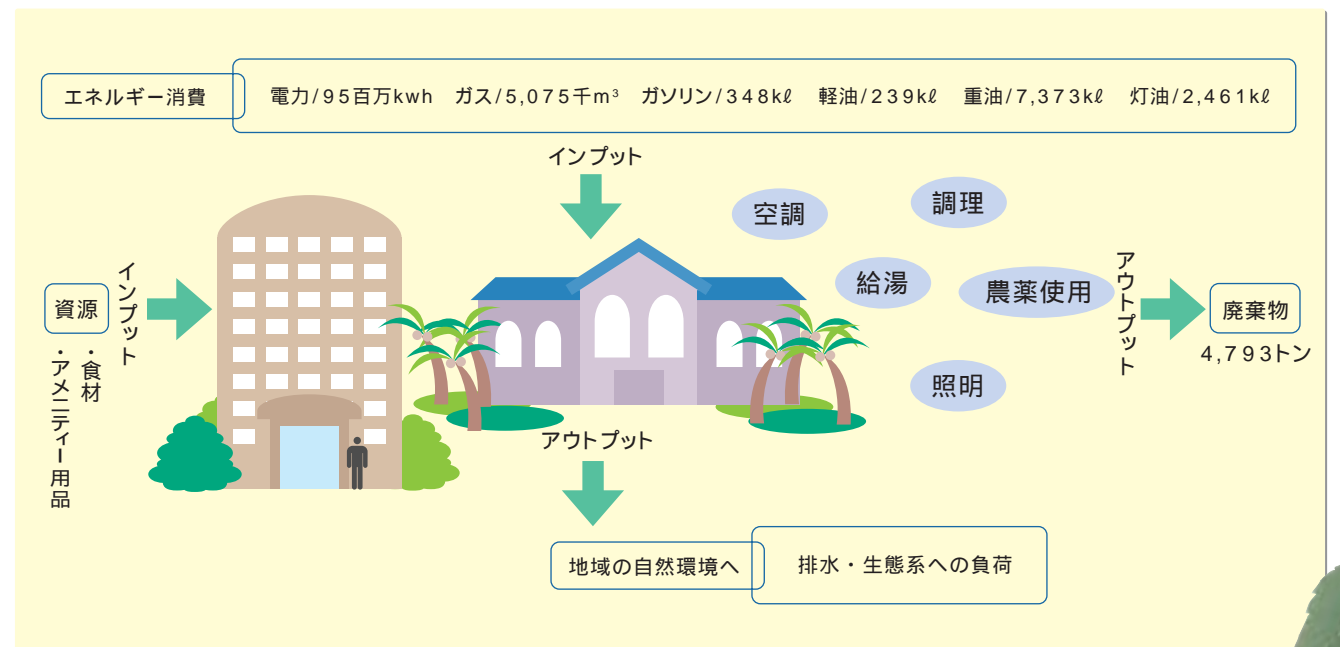 エネルギー消費
電力/95百万kwh ガス/5,075千m³ ガソリン/348kℓ 軽油/239kℓ 重油/7,373kℓ 灯油/2,461kℓ
インプット
空調
調理
給湯
農薬使用
照明
資源
インプット
・食材
・アメニティー用品
アウトプット
廃棄物
4,793トン
アウトプット
地域の自然環境へ
排水・生態系への負荷